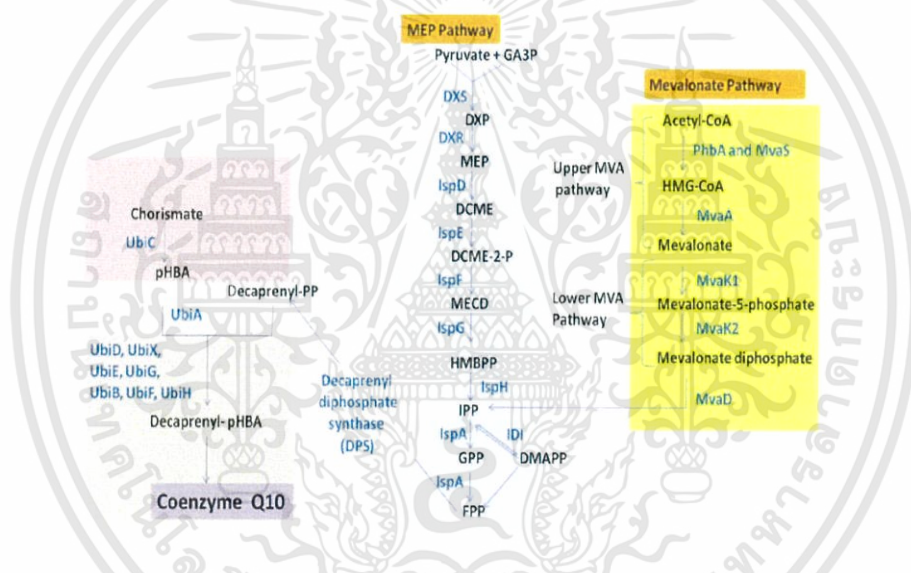 MEP Pathway
Pyruvate + GA3P
DXS
DXP
DXR
MEP
IspD
DCME
IspE
DCME-2-P
IspF
MECD
IspG
HMBPP
IspH
IPP
IspA
IDI
GPP
DMAPP
IspA
FPP
Mevalonate Pathway
Acetyl-CoA
PhbA and MvaS
Upper MVA
pathway
HMG-CoA
MvaA
Mevalonate
MvaK1
Lower MVA
Pathway
Mevalonate-5-phosphate
MvaK2
Mevalonate diphosphate
MvaD
Chorismate
UbiC
pHBA
Decaprenyl-PP
UbiA
UbiD, UbiX,
UbiE, UbiG,
UbiB, UbiF, UbiH
Decaprenyl-pHBA
Coenzyme Q10
Decaprenyl
diphosphate
synthase
(DPS)